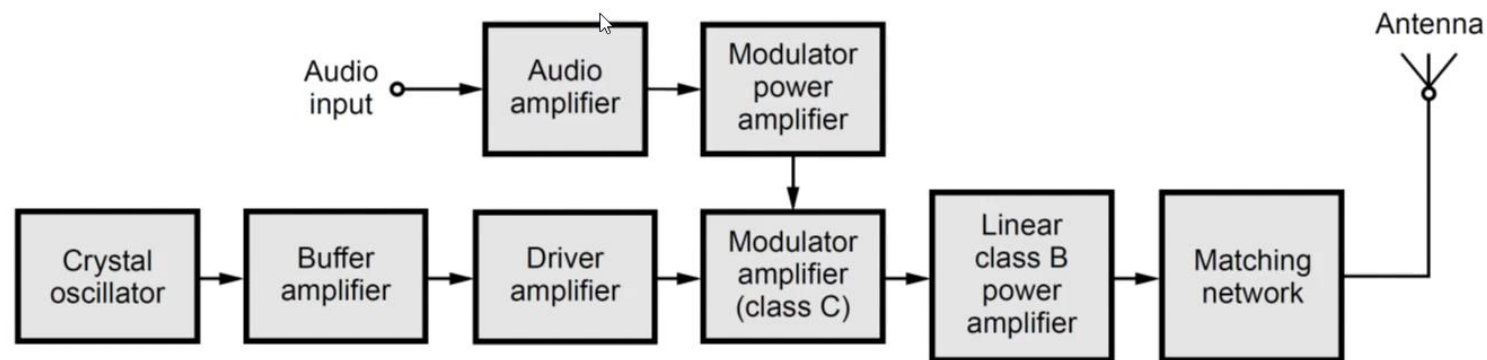 Antenna
Audio
input
Audio
amplifier
Modulator
power
amplifier
Crystal
oscillator
Buffer
amplifier
Driver
amplifier
Modulator
amplifier
(class C)
Linear
class B
power
amplifier
Matching
network